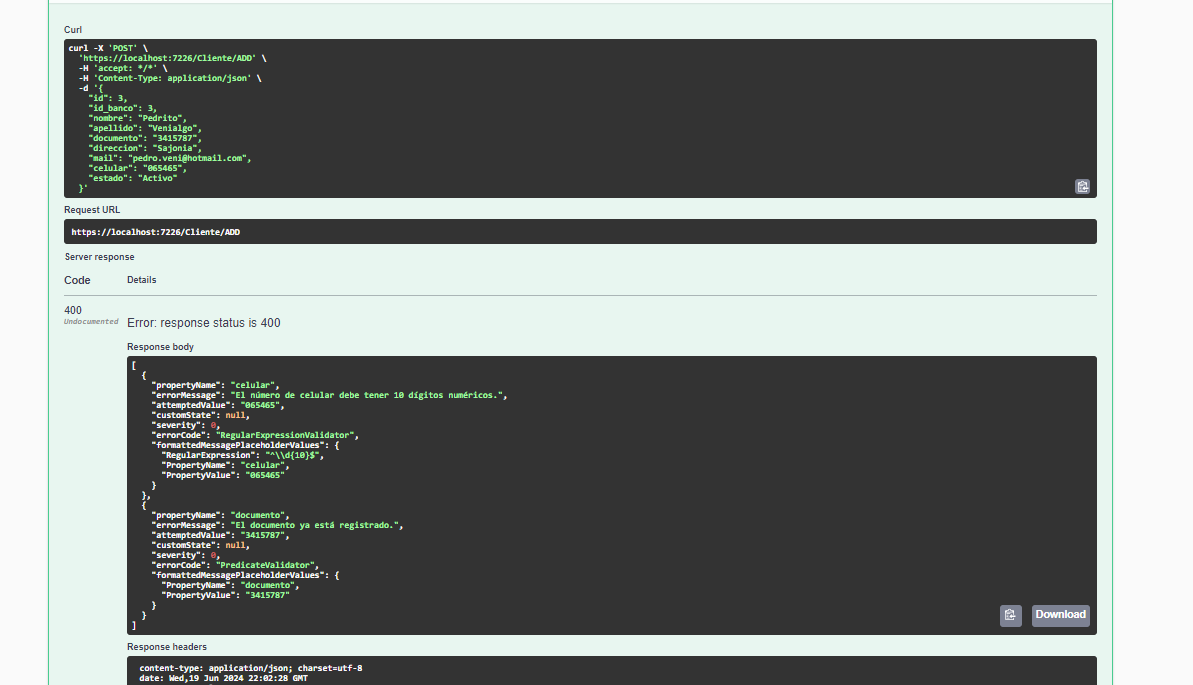 Curl
curl -X 'POST' \
'https://localhost:7226/Cliente/ADD' \
-H 'accept: */*' \
-H 'Content-Type: application/json' \
-d '{
"id": 3,
"id_banco": 3,
"nombre": "Pedrito",
"apellido": "Venialgo",
"documento": "3415787",
"direccion": "Sajonia",
"mail": "pedro.veni@hotmail.com",
"celular": "065465",
"estado": "Activo"
}'
Request URL
https://localhost:7226/Cliente/ADD
Server response
Code Details
400
Undocumented Error: response status is 400
Response body
[
{
"propertyName": "celular",
"errorMessage": "El número de celular debe tener 10 dígitos numéricos.",
"attemptedValue": "065465",
"customState": null,
"severity": 0,
"errorCode": "RegularExpressionValidator",
"formattedMessagePlaceholderValues": {
"RegularExpression": "^\\d{10}$",
"PropertyName": "celular",
"PropertyValue": "065465"
}
},
{
"propertyName": "documento",
"errorMessage": "El documento ya está registrado.",
"attemptedValue": "3415787",
"customState": null,
"severity": 0,
"errorCode": "PredicateValidator",
"formattedMessagePlaceholderValues": {
"PropertyName": "documento",
"PropertyValue": "3415787"
}
}
]
Download
Response headers
content-type: application/json; charset=utf-8
date: Wed,19 Jun 2024 22:02:28 GMT